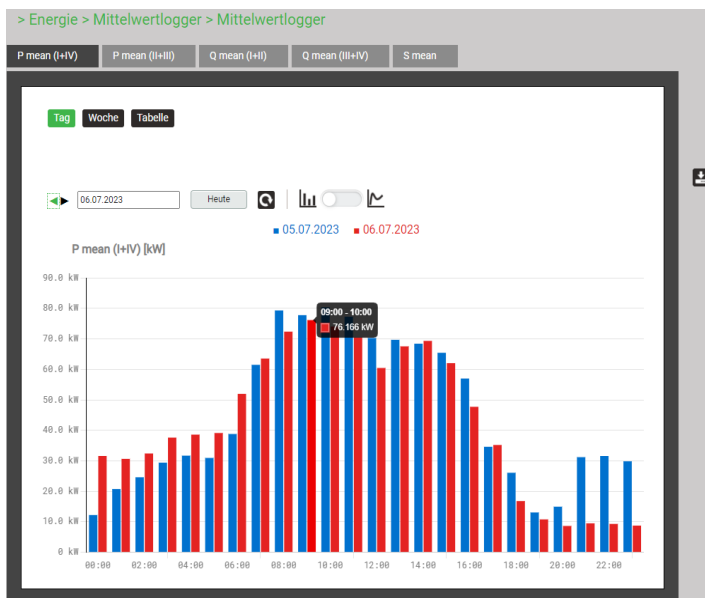 > Energie > Mittelwertlogger > Mittelwertlogger
P mean (I+IV) P mean (II+III) Q mean (I+II) Q mean (III+IV) S mean
Tag Woche Tabelle
06.07.2023 Heute
05.07.2023 06.07.2023
P mean (I+IV) [kW]
90.0 kW
80.0 kW
09:00 - 10:00
76.166 kW
70.0 kW
60.0 kW
50.0 kW
40.0 kW
30.0 kW
20.0 kW
10.0 kW
0 kW
00:00 02:00 04:00 06:00 08:00 10:00 12:00 14:00 16:00 18:00 20:00 22:00